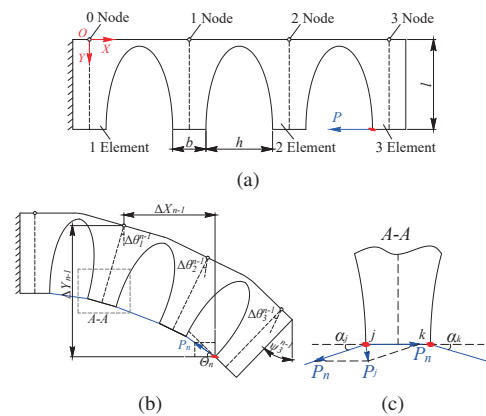 0 Node
1 Node
2 Node
3 Node
O
X
Y
l
P
b
h
1 Element
2 Element
3 Element
(a)
ΔX_{n-1}
ΔY_{n-1}
Δθ_1^{n-1}
Δθ_2^{n-1}
Δθ_3^{n-1}
A-A
P_n
Θ_n
ψ_3^{n-1}
(b)
A-A
α_j
j
k
α_k
P_n
P_j
P_n
(c)